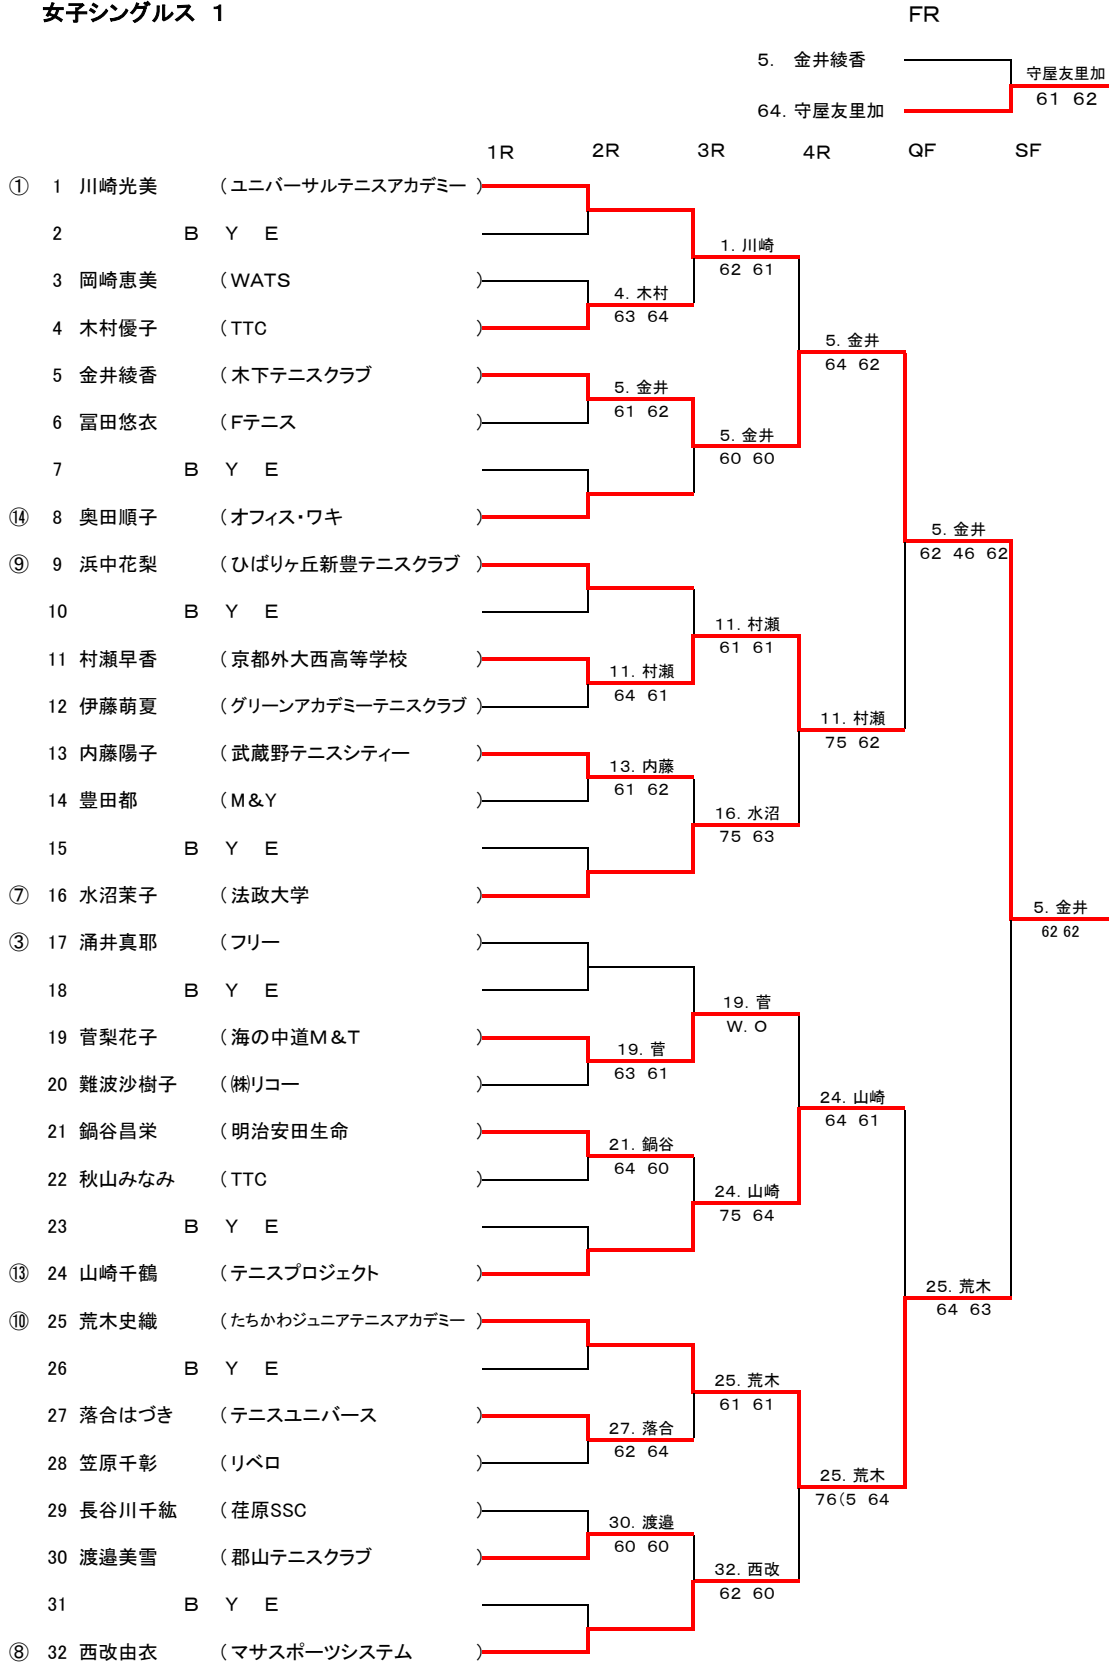 女子シングルス 1
FR
5. 金井綾香
守屋友里加
61 62
64. 守屋友里加
1R 2R 3R 4R QF SF
① 1 川崎光美 (ユニバーサルテニスアカデミー )
2 B Y E
1. 川崎
62 61
3 岡崎恵美 (WATS )
4. 木村
63 64
4 木村優子 (TTC )
5. 金井
64 62
5 金井綾香 (木下テニスクラブ )
5. 金井
61 62
6 冨田悠衣 (Fテニス )
5. 金井
60 60
7 B Y E
⑭ 8 奥田順子 (オフィス・ワキ )
5. 金井
62 46 62
⑨ 9 浜中花梨 (ひばりヶ丘新豊テニスクラブ )
10 B Y E
11. 村瀬
61 61
11 村瀬早香 (京都外大西高等学校 )
11. 村瀬
64 61
12 伊藤萌夏 (グリーンアカデミーテニスクラブ )
11. 村瀬
75 62
13 内藤陽子 (武蔵野テニスシティー )
13. 内藤
61 62
14 豊田都 (M&Y )
16. 水沼
75 63
15 B Y E
⑦ 16 水沼茉子 (法政大学 )
5. 金井
62 62
③ 17 涌井真耶 (フリー )
18 B Y E
19. 菅
W. O
19 菅梨花子 (海の中道M&T )
19. 菅
63 61
20 難波沙樹子 (㈱リコー )
24. 山崎
64 61
21 鍋谷昌栄 (明治安田生命 )
21. 鍋谷
64 60
22 秋山みなみ (TTC )
24. 山崎
75 64
23 B Y E
⑬ 24 山崎千鶴 (テニスプロジェクト )
25. 荒木
64 63
⑩ 25 荒木史織 (たちかわジュニアテニスアカデミー )
26 B Y E
25. 荒木
61 61
27 落合はづき (テニスユニバース )
27. 落合
62 64
28 笠原千彰 (リベロ )
25. 荒木
76(5 64
29 長谷川千紘 (荏原SSC )
30. 渡邉
60 60
30 渡邉美雪 (郡山テニスクラブ )
32. 西改
62 60
31 B Y E
⑧ 32 西改由衣 (マサスポーツシステム )